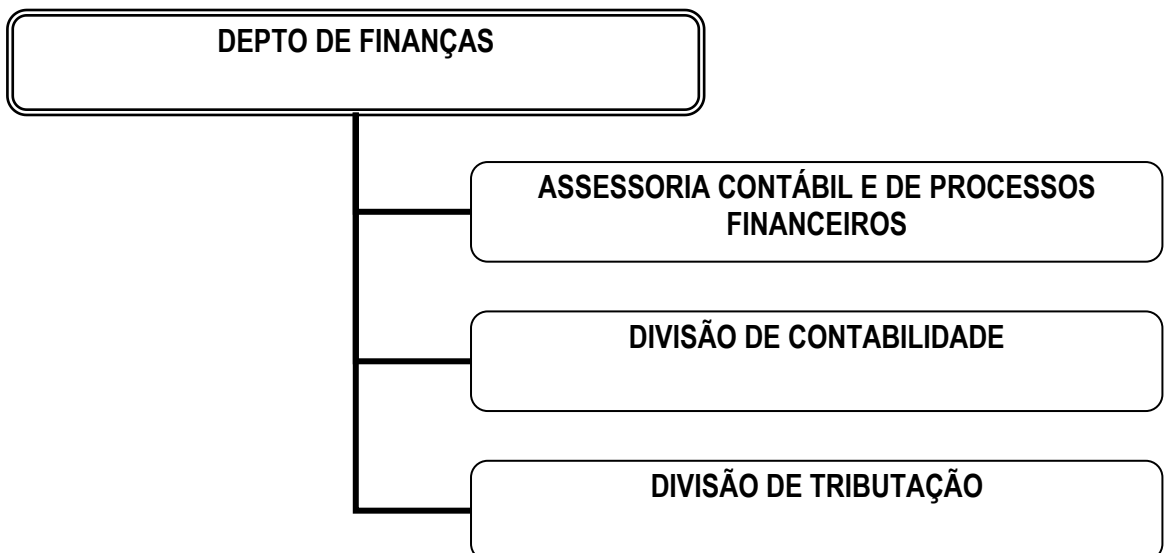 DEPTO DE FINANÇAS
ASSESSORIA CONTÁBIL E DE PROCESSOS
FINANCEIROS
DIVISÃO DE CONTABILIDADE
DIVISÃO DE TRIBUTAÇÃO